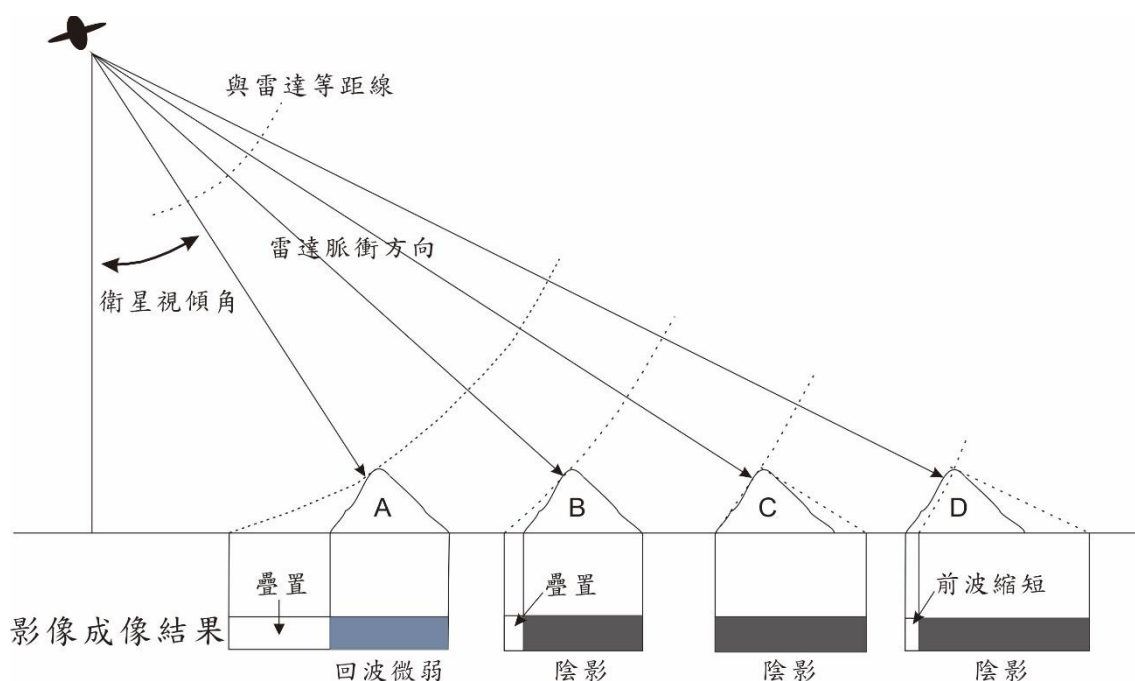 與雷達等距線
雷達脈衝方向
衛星視傾角
A
B
C
D
疊置
疊置
前波縮短
影像成像結果
回波微弱
陰影
陰影
陰影